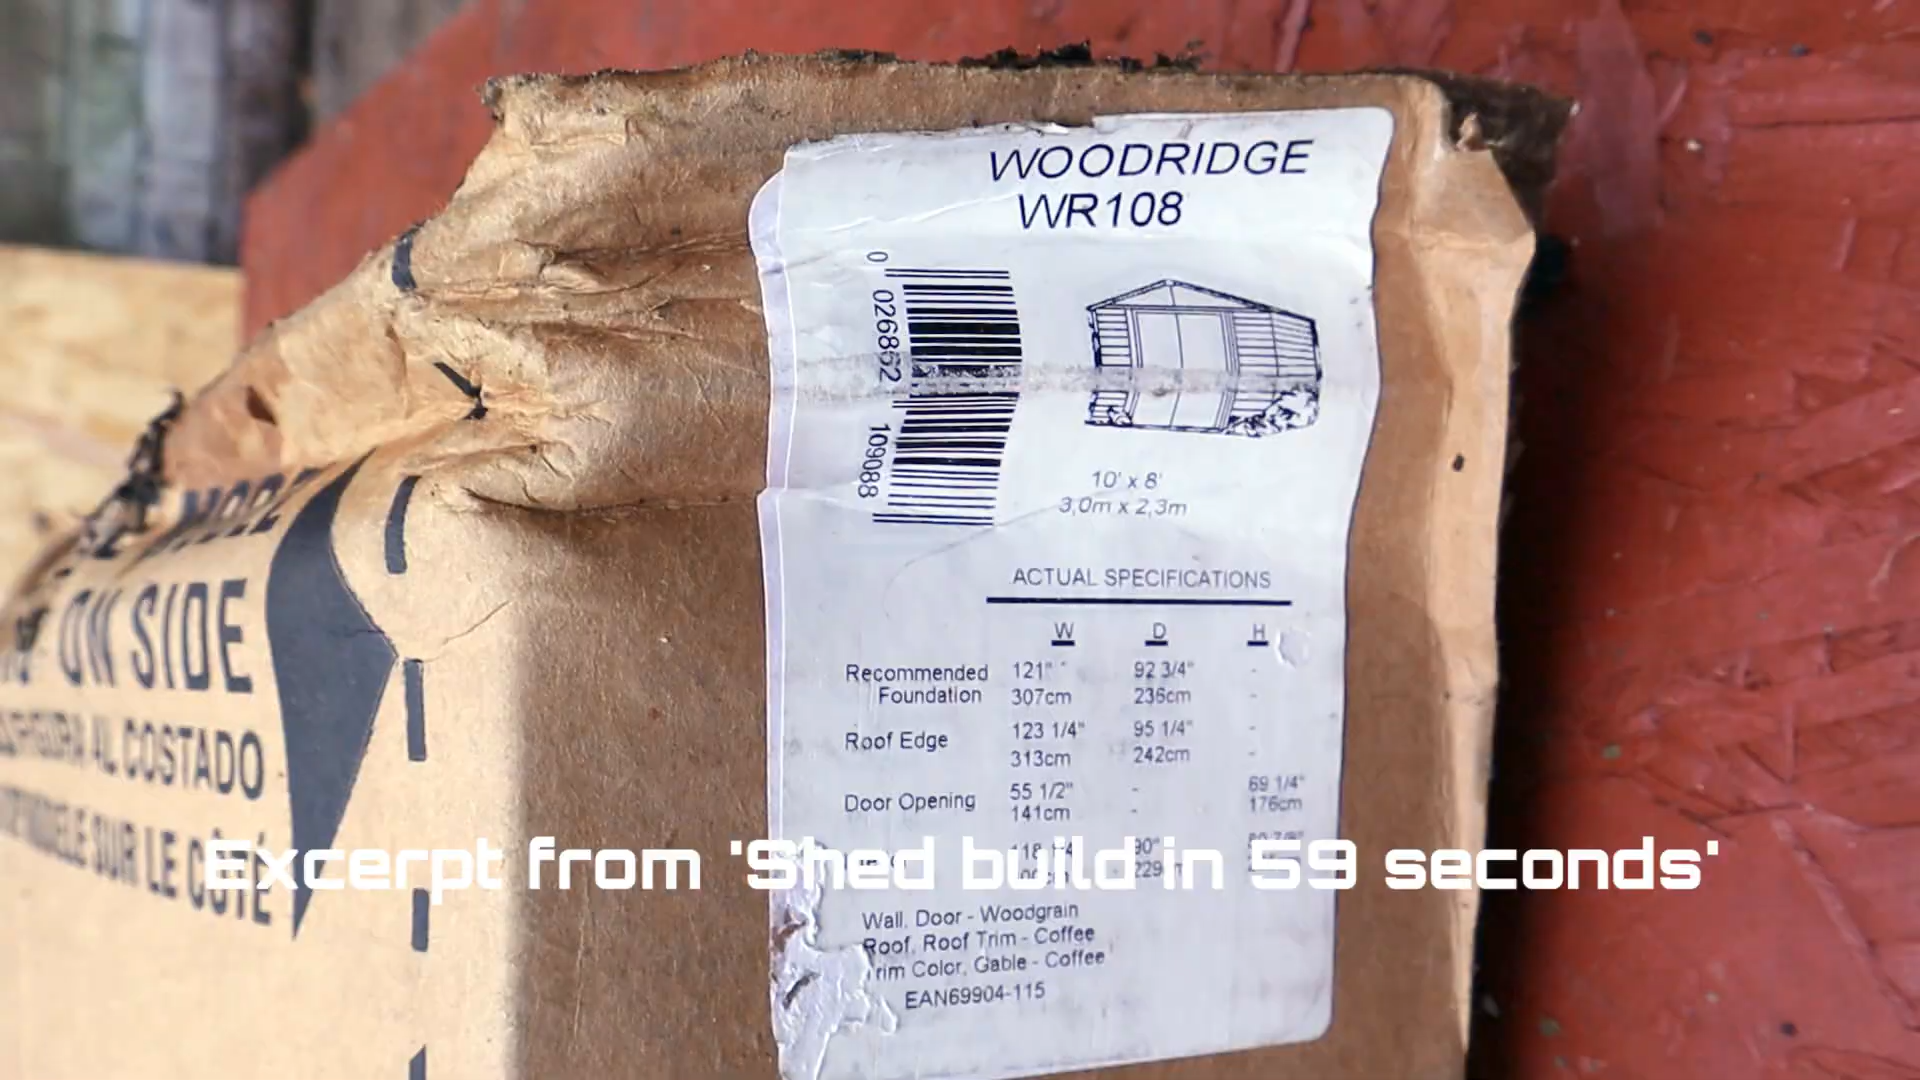 WOODRIDGE
WR108
0 026862 109088
10' x 8'
3,0m x 2,3m
ACTUAL SPECIFICATIONS
W D H
Recommended 121" 92 3/4" -
Foundation 307cm 236cm -
Roof Edge 123 1/4" 95 1/4" -
313cm 242cm -
Door Opening 55 1/2" - 69 1/4"
141cm - 176cm
90"
Wall, Door - Woodgrain
Roof, Roof Trim - Coffee
Trim Color, Gable - Coffee
EAN69904-115
ON SIDE
AL COSTADO
SUR LE CÔTÉ
Excerpt from 'Shed build in 59 seconds'